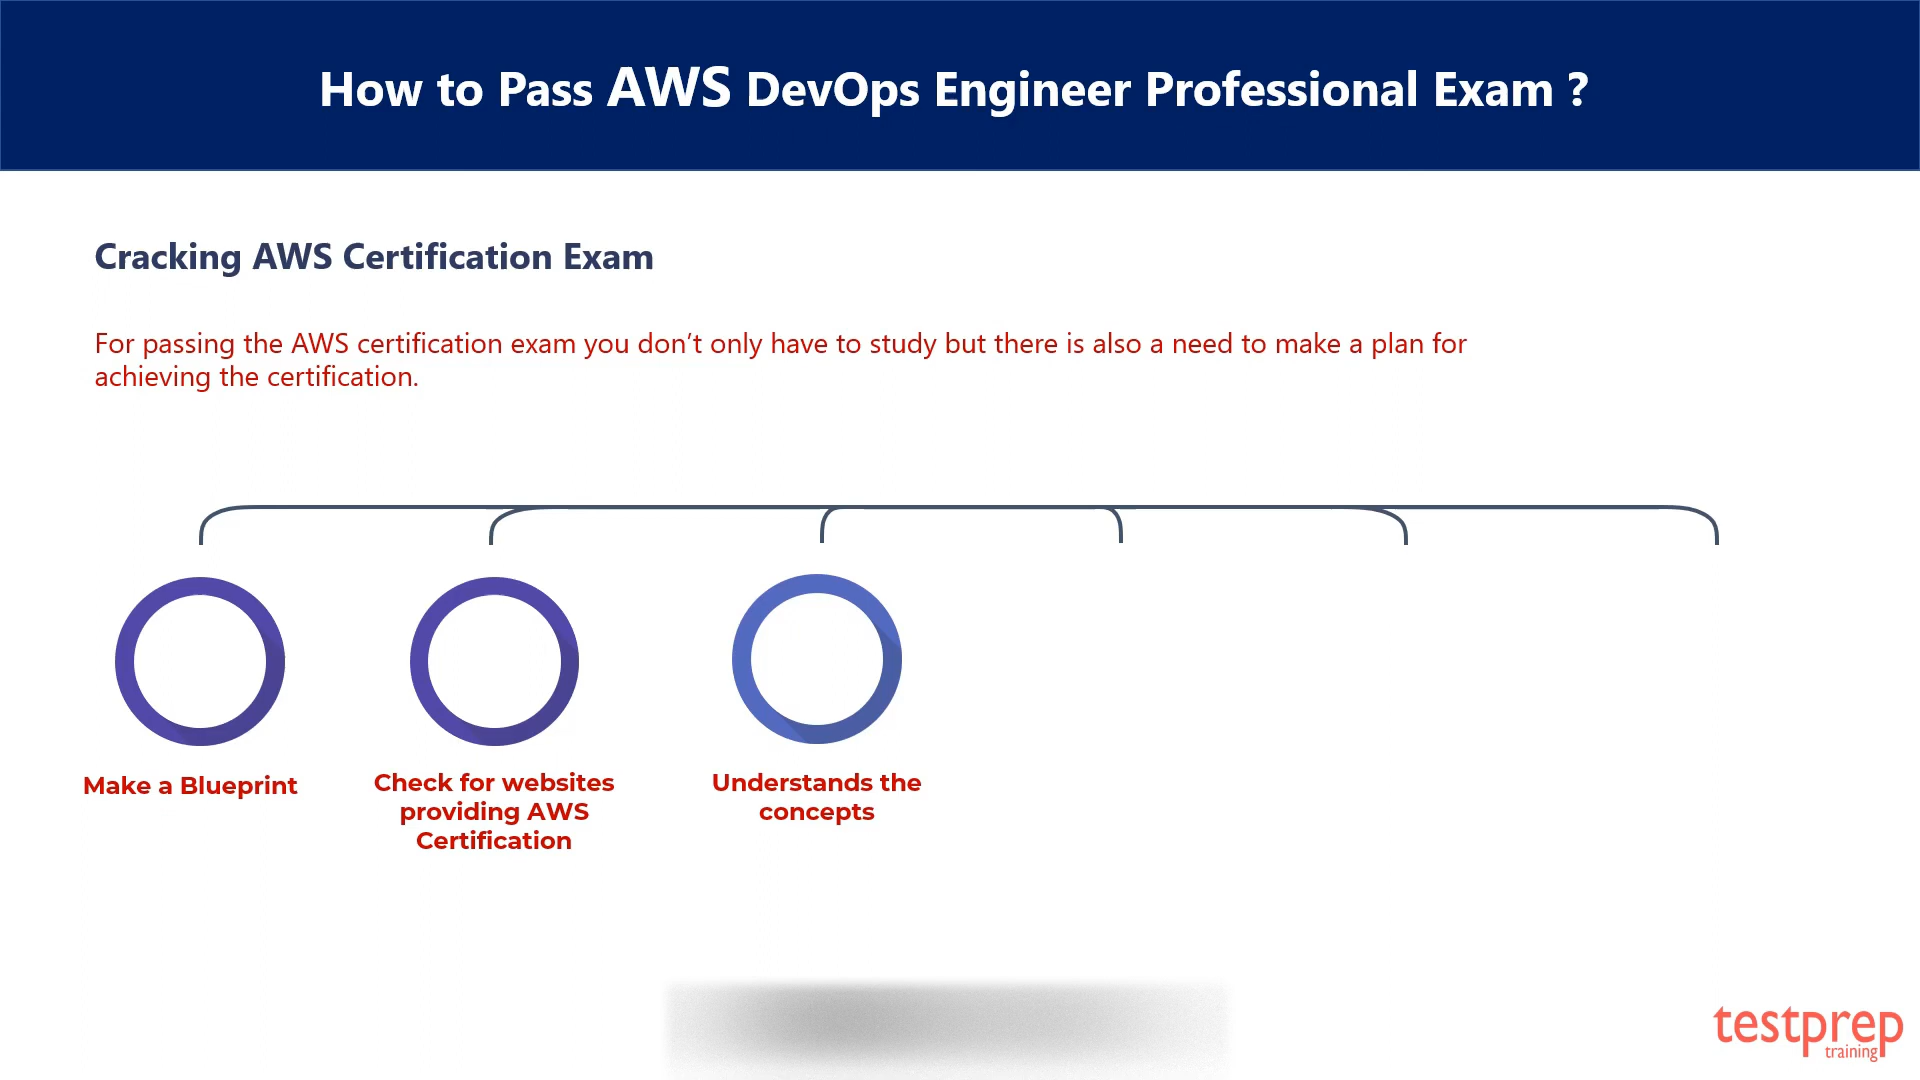 How to Pass AWS DevOps Engineer Professional Exam ?
Cracking AWS Certification Exam
For passing the AWS certification exam you don’t only have to study but there is also a need to make a plan for
achieving the certification.
Make a Blueprint
Check for websites
providing AWS
Certification
Understands the
concepts
testprep
training